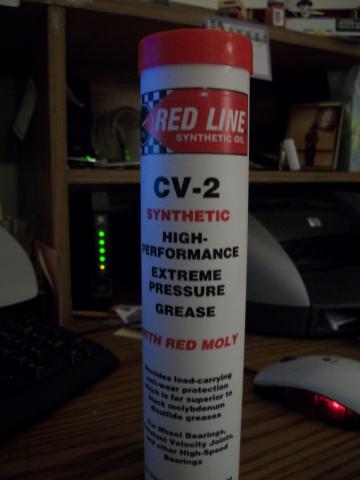 RED LINE
SYNTHETIC OIL
CV-2
SYNTHETIC
HIGH-
PERFORMANCE
EXTREME
PRESSURE
GREASE
WITH RED MOLY
Provides load-carrying
anti-wear protection
which is far superior to
black molybdenum
disulfide greases
For Wheel Bearings,
Constant Velocity Joints,
and other High-Speed
Bearings